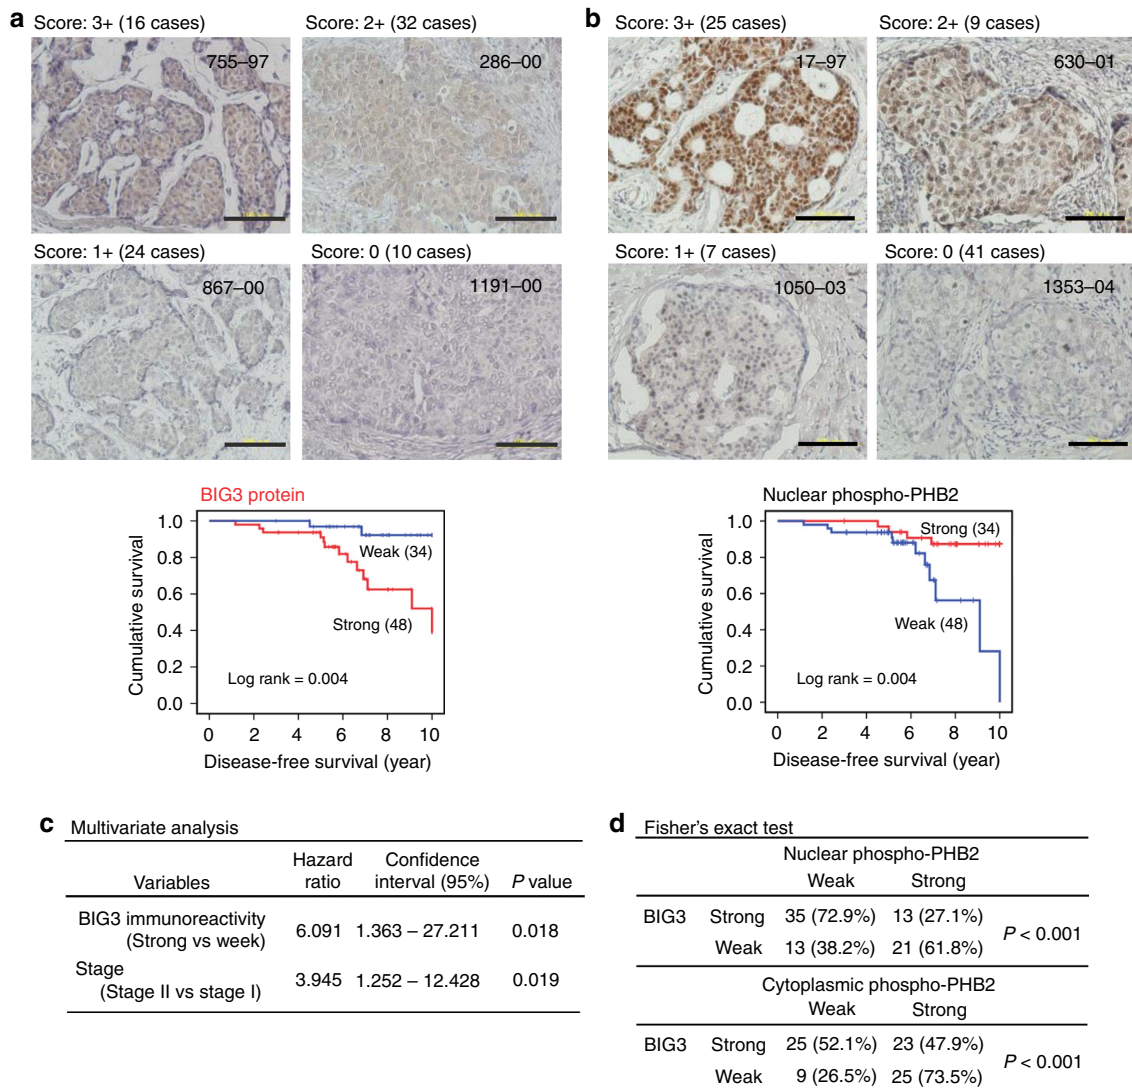 a
Score: 3+ (16 cases)
Score: 2+ (32 cases)
755–97
286–00
Score: 1+ (24 cases)
Score: 0 (10 cases)
867–00
1191–00
BIG3 protein
Cumulative survival
1.0
0.8
0.6
0.4
0.2
0.0
Weak (34)
Strong (48)
Log rank = 0.004
0 2 4 6 8 10
Disease-free survival (year)
b
Score: 3+ (25 cases)
Score: 2+ (9 cases)
17–97
630–01
Score: 1+ (7 cases)
Score: 0 (41 cases)
1050–03
1353–04
Nuclear phospho-PHB2
Cumulative survival
1.0
0.8
0.6
0.4
0.2
0.0
Strong (34)
Weak (48)
Log rank = 0.004
0 2 4 6 8 10
Disease-free survival (year)
c Multivariate analysis
Variables Hazard ratio Confidence interval (95%) P value
BIG3 immunoreactivity
(Strong vs week) 6.091 1.363 – 27.211 0.018
Stage
(Stage II vs stage I) 3.945 1.252 – 12.428 0.019
d Fisher's exact test
Nuclear phospho-PHB2
Weak Strong
BIG3 Strong 35 (72.9%) 13 (27.1%)
P < 0.001
Weak 13 (38.2%) 21 (61.8%)
Cytoplasmic phospho-PHB2
Weak Strong
BIG3 Strong 25 (52.1%) 23 (47.9%)
P < 0.001
Weak 9 (26.5%) 25 (73.5%)